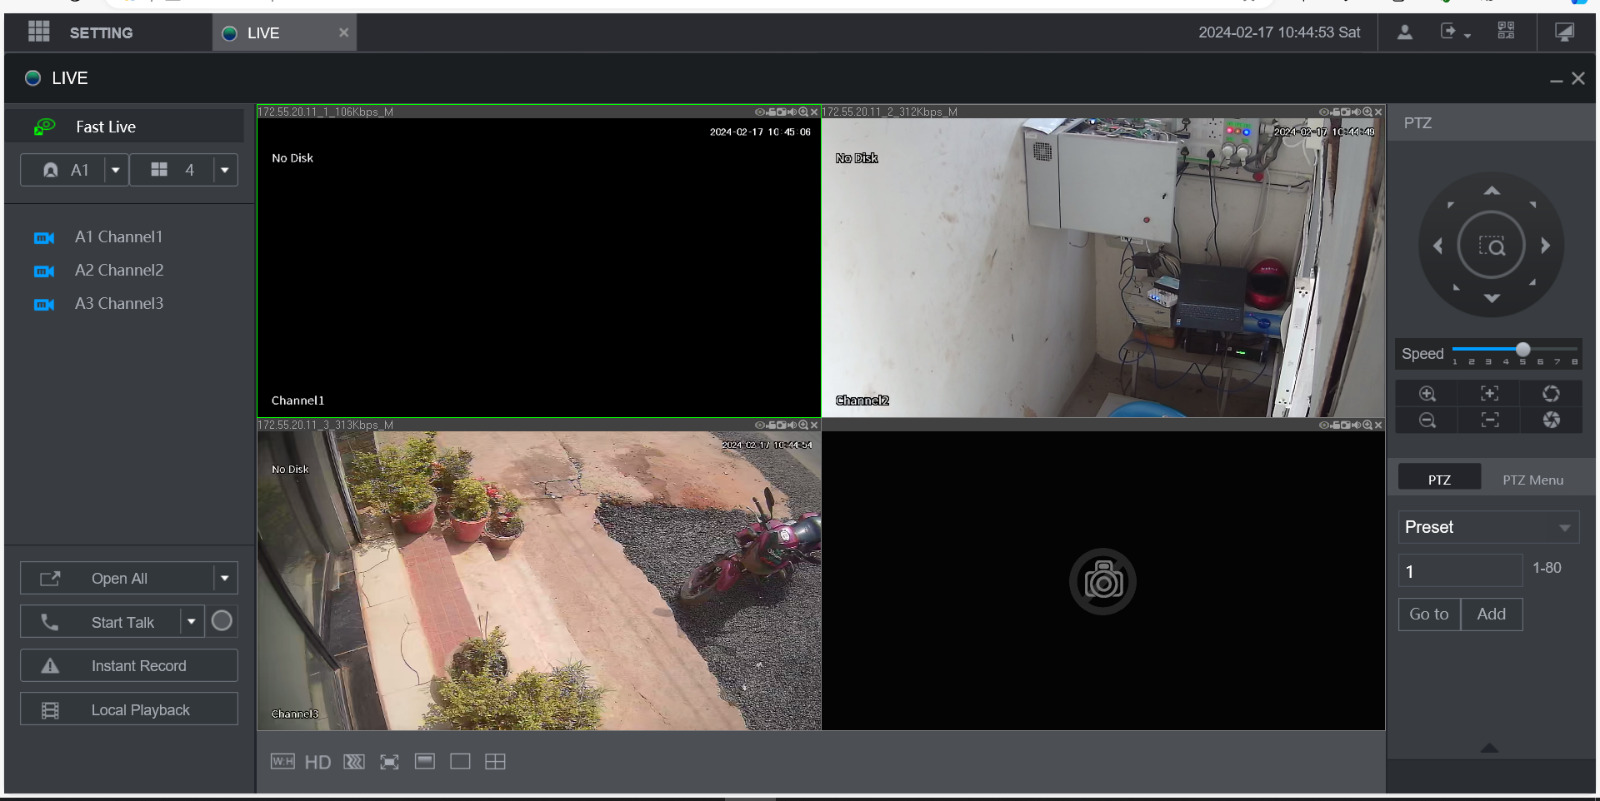 SETTING
LIVE
2024-02-17 10:44:53 Sat
LIVE
Fast Live
A1
4
A1 Channel1
A2 Channel2
A3 Channel3
Open All
Start Talk
Instant Record
Local Playback
172.55.20.11_1_106Kbps_M
2024-02-17 10:45:06
No Disk
Channel1
172.55.20.11_2_312Kbps_M
2024-02-17 10:44:49
No Disk
Channel2
172.55.20.11_3_313Kbps_M
2024-02-17 10:44:54
No Disk
Channel3
W:H HD
PTZ
Speed
1 2 3 4 5 6 7 8
PTZ PTZ Menu
Preset
1 1-80
Go to Add